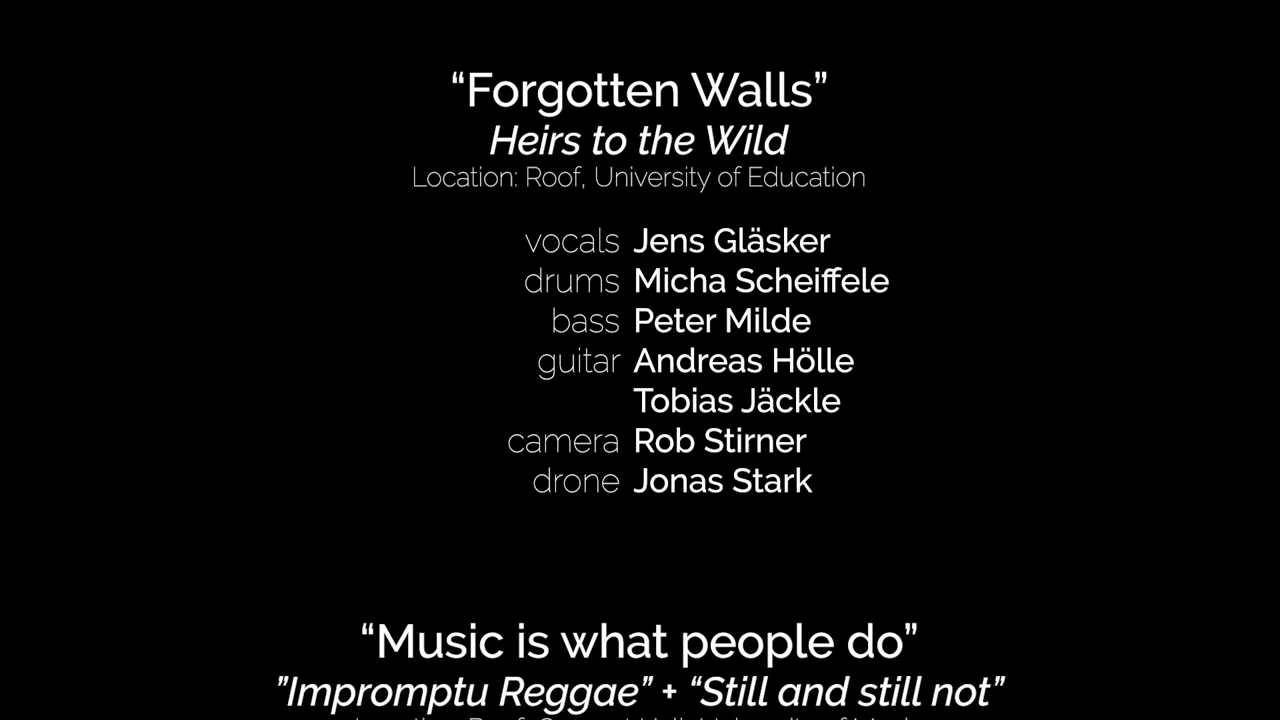 “Forgotten Walls”
Heirs to the Wild
Location: Roof, University of Education
vocals Jens Gläsker
drums Micha Scheiffele
bass Peter Milde
guitar Andreas Hölle
Tobias Jäckle
camera Rob Stirner
drone Jonas Stark
“Music is what people do”
”Impromptu Reggae” + “Still and still not”